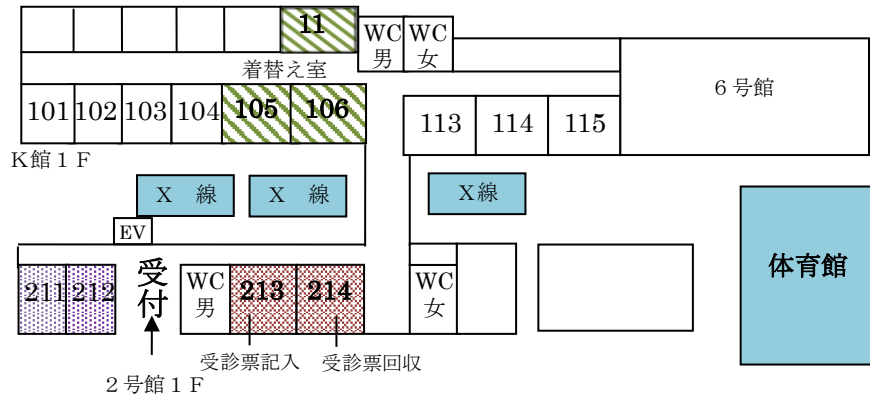 11
WC WC
男 女
着替え室
6号館
101 102 103 104 105 106
113 114 115
K館1F
X 線 X 線 X線
EV
受付
体育館
211 212
WC
男
213 214
WC
女
受診票記入 受診票回収
2号館1F